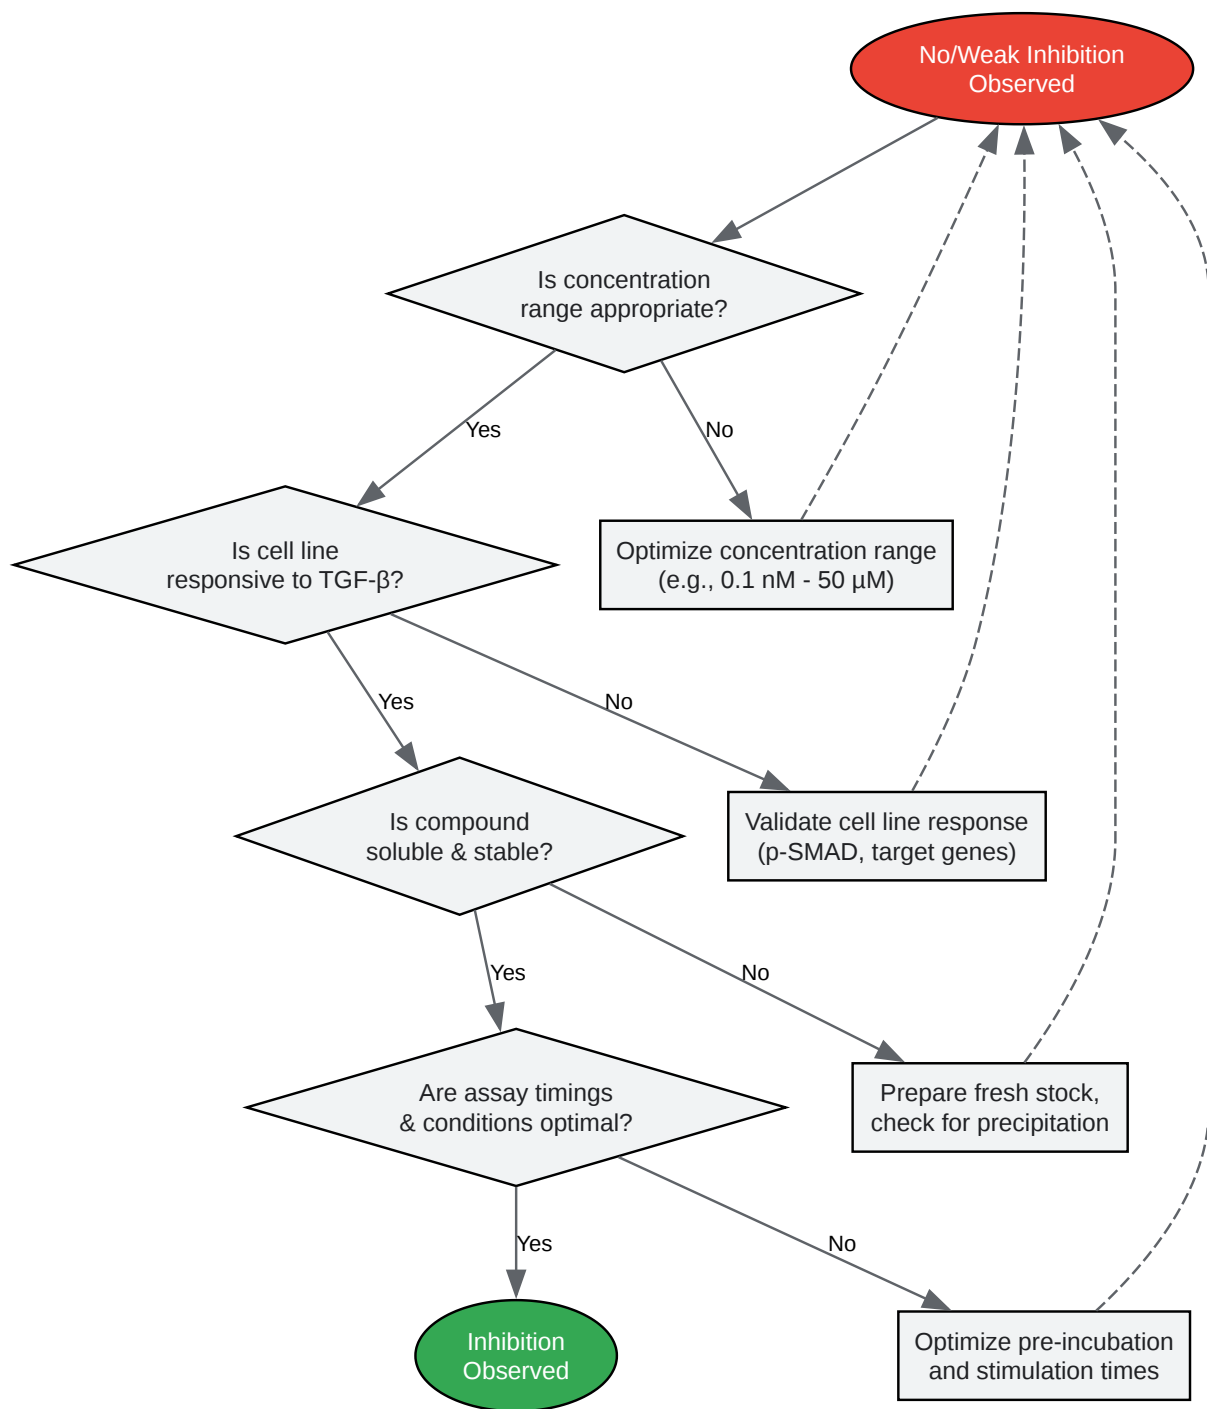 No/Weak Inhibition
Observed
Is concentration
range appropriate?
Yes
No
Is cell line
responsive to TGF-β?
Optimize concentration range
(e.g., 0.1 nM - 50 µM)
Yes
No
Is compound
soluble & stable?
Validate cell line response
(p-SMAD, target genes)
Yes
No
Are assay timings
& conditions optimal?
Prepare fresh stock,
check for precipitation
Yes
No
Inhibition
Observed
Optimize pre-incubation
and stimulation times